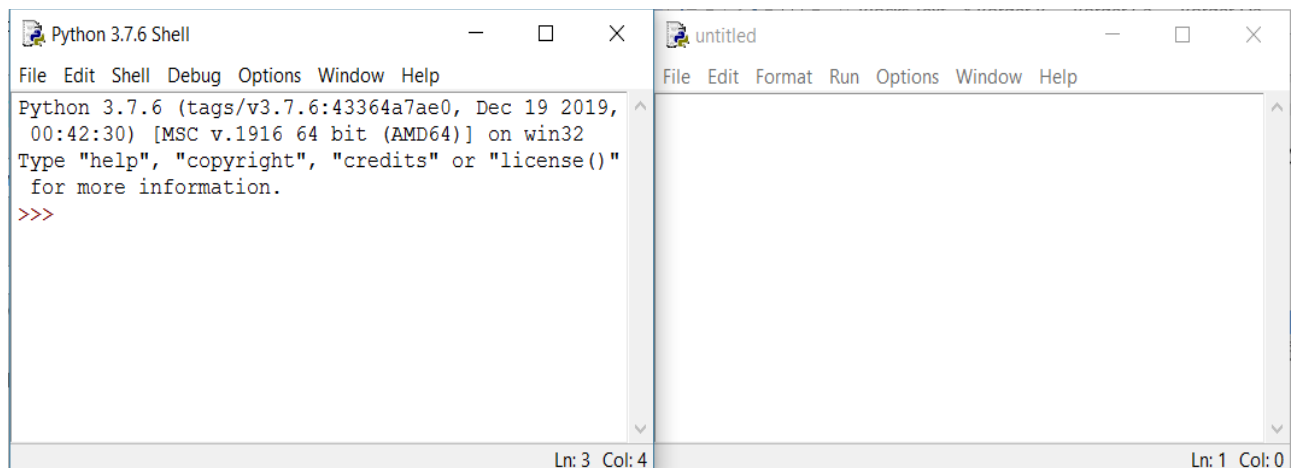 Python 3.7.6 Shell
File Edit Shell Debug Options Window Help
Python 3.7.6 (tags/v3.7.6:43364a7ae0, Dec 19 2019,
00:42:30) [MSC v.1916 64 bit (AMD64)] on win32
Type "help", "copyright", "credits" or "license()"
for more information.
>>>
Ln: 3 Col: 4
untitled
File Edit Format Run Options Window Help
Ln: 1 Col: 0